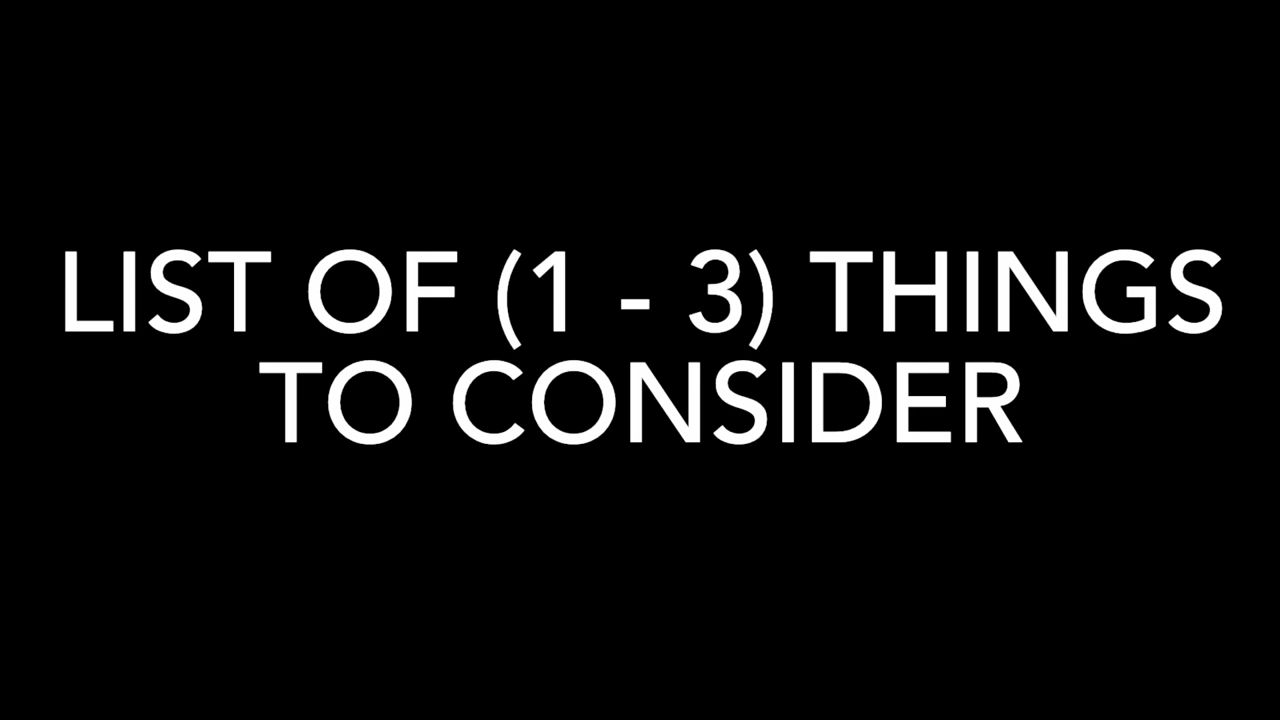 LIST OF (1 - 3) THINGS
TO CONSIDER